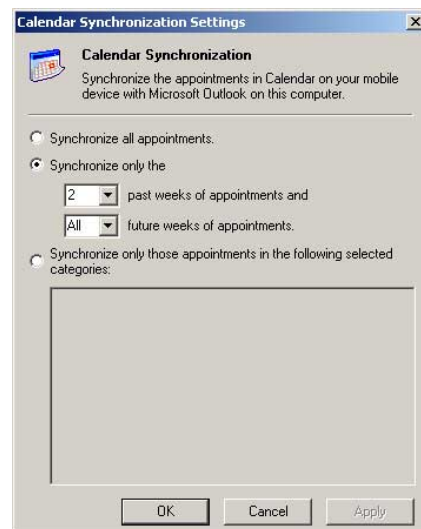 Calendar Synchronization Settings
Calendar Synchronization
Synchronize the appointments in Calendar on your mobile
device with Microsoft Outlook on this computer.
Synchronize all appointments.
Synchronize only the
2 past weeks of appointments and
All future weeks of appointments.
Synchronize only those appointments in the following selected
categories:
OK Cancel Apply